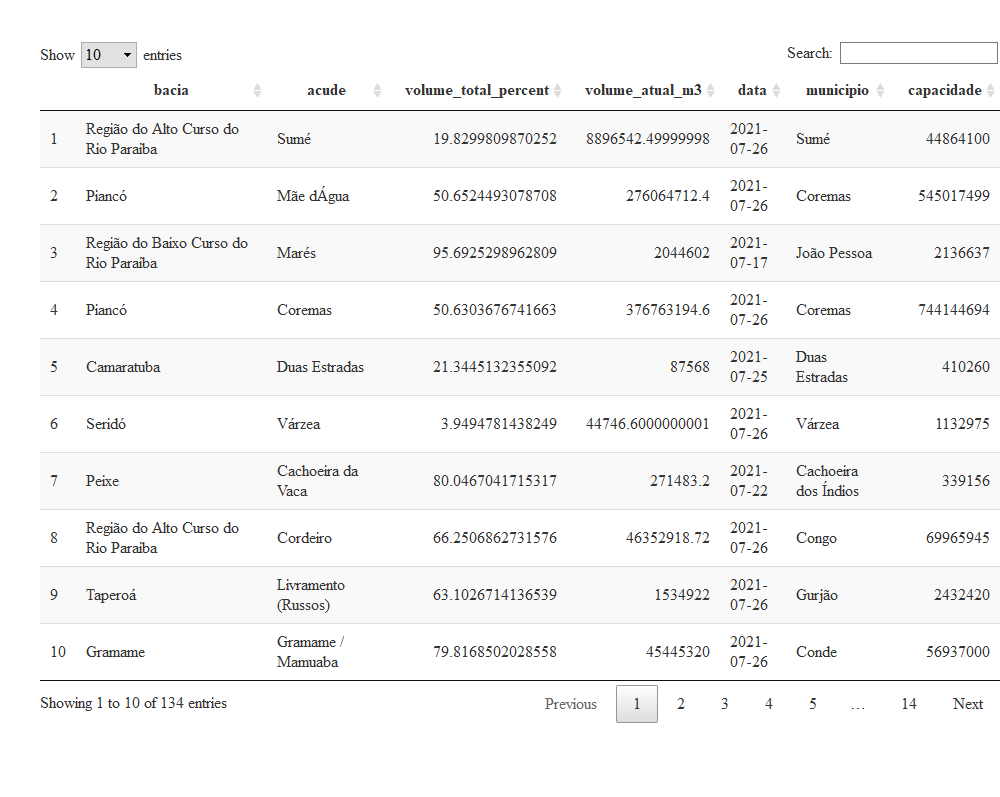 Show 10 entries Search:
bacia acude volume_total_percent volume_atual_m3 data municipio capacidade
1 Região do Alto Curso do Rio Paraíba Sumé 19.8299809870252 8896542.49999998 2021-07-26 Sumé 44864100
2 Piancó Mãe dÁgua 50.6524493078708 276064712.4 2021-07-26 Coremas 545017499
3 Região do Baixo Curso do Rio Paraíba Marés 95.6925298962809 2044602 2021-07-17 João Pessoa 2136637
4 Piancó Coremas 50.6303676741663 376763194.6 2021-07-26 Coremas 744144694
5 Camaratuba Duas Estradas 21.3445132355092 87568 2021-07-25 Duas Estradas 410260
6 Seridó Várzea 3.9494781438249 44746.6000000001 2021-07-26 Várzea 1132975
7 Peixe Cachoeira da Vaca 80.0467041715317 271483.2 2021-07-22 Cachoeira dos Índios 339156
8 Região do Alto Curso do Rio Paraíba Cordeiro 66.2506862731576 46352918.72 2021-07-26 Congo 69965945
9 Taperoá Livramento (Russos) 63.1026714136539 1534922 2021-07-26 Gurjão 2432420
10 Gramame Gramame / Mamuaba 79.8168502028558 45445320 2021-07-26 Conde 56937000
Showing 1 to 10 of 134 entries Previous 1 2 3 4 5 … 14 Next